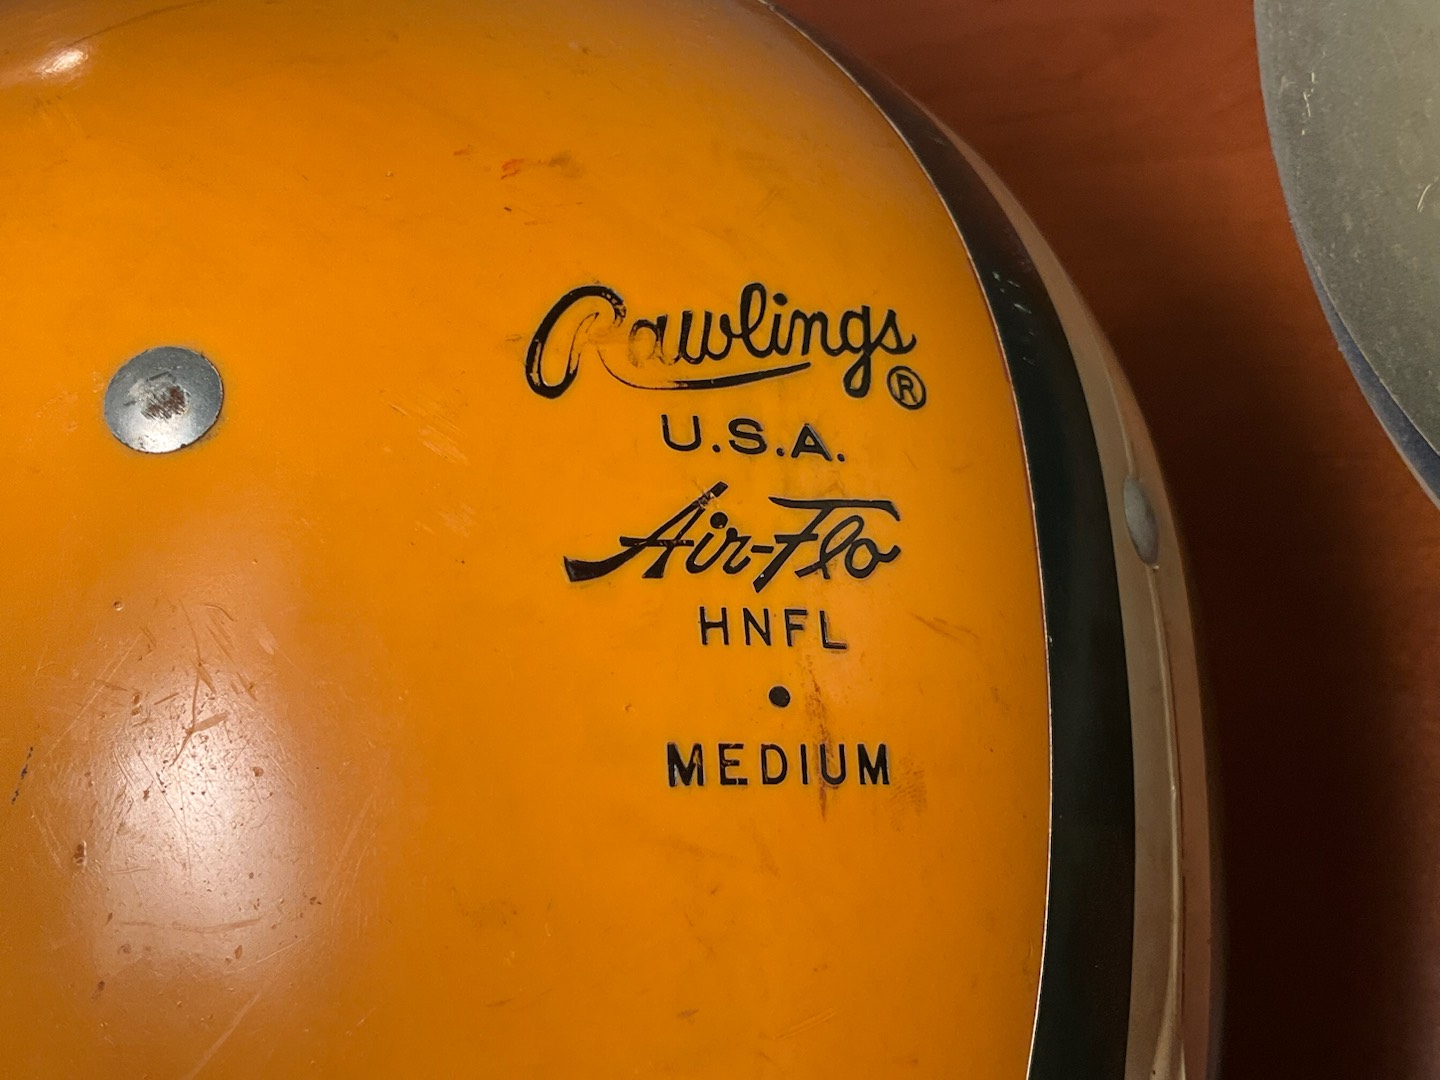 Rawlings®
U.S.A.
Air-Flo
HNFL
•
MEDIUM